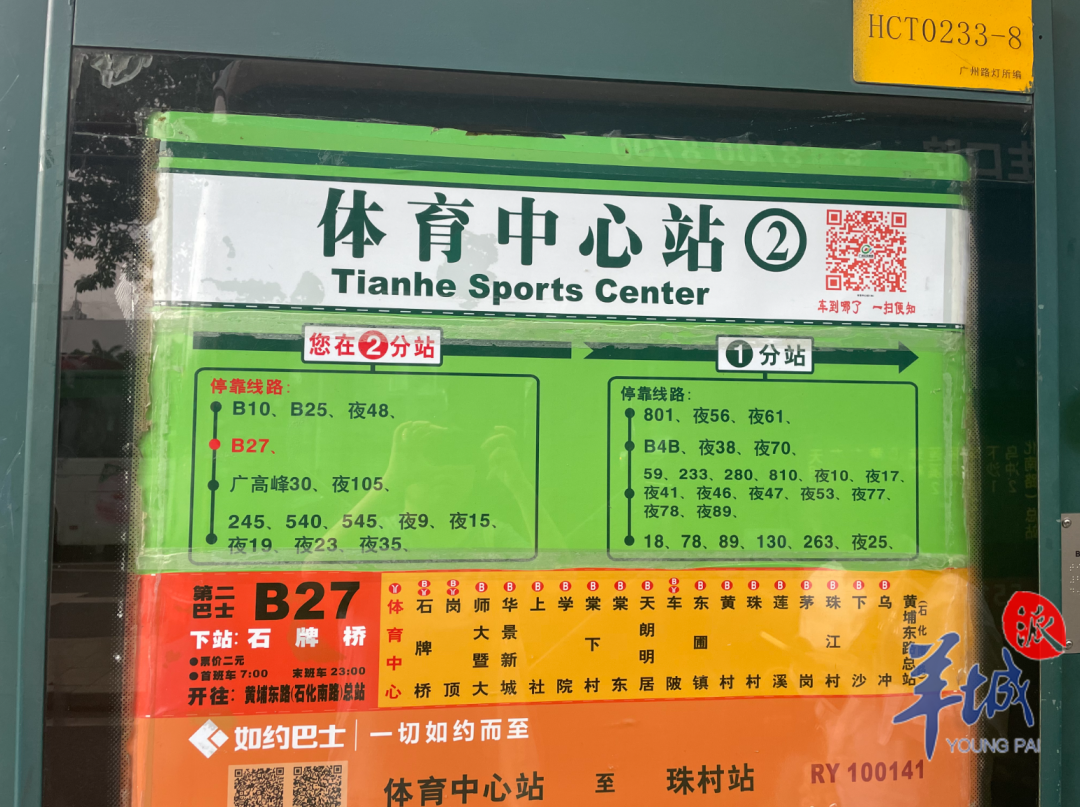 HCT0233-8
广州路灯所编
体育中心站②
Tianhe Sports Center
车到哪了 一扫便知
您在2分站
停靠线路:
B10、B25、夜48、
B27、
广高峰30、夜105、
245、540、545、夜9、夜15、
夜19、夜23、夜35、
1分站
停靠线路:
801、夜56、夜61、
B4B、夜38、夜70、
59、233、280、810、夜10、夜17、
夜41、夜46、夜47、夜53、夜77、
夜78、夜89、
18、78、89、130、263、夜25、
第二巴士 B27
下站: 石牌桥
●票价二元
●首班车 7:00 末班车 23:00
开往: 黄埔东路(石化南路)总站
体育中心
石牌桥
岗顶
师大暨大
华景新城
上社
学院
棠下村
棠东
天朗明居
车陂
东圃镇
黄村
珠村
莲溪
茅岗
珠江村
下沙
乌冲
黄埔东路总站
如约巴士 一切如约而至
体育中心站 至 珠村站
RY 100141
羊城派
YOUNG PAI